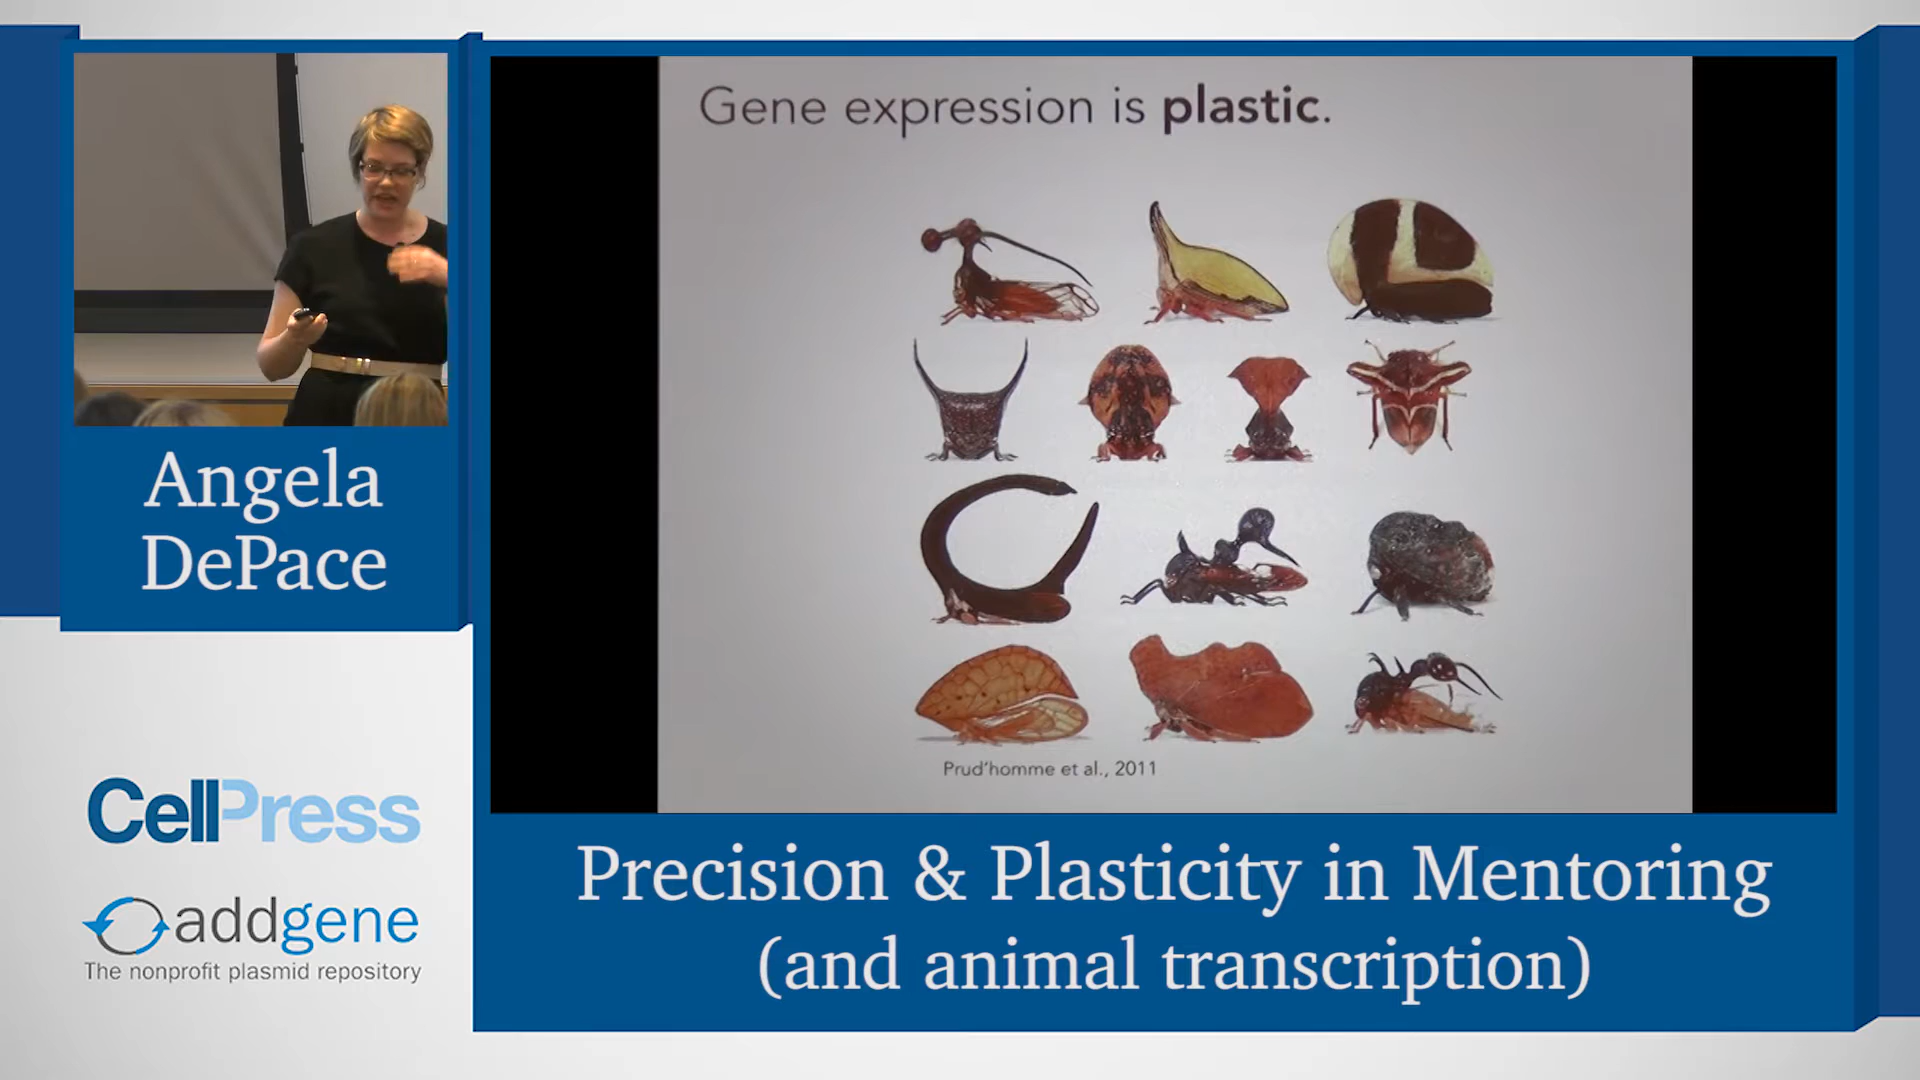 Gene expression is plastic.
Prud'homme et al., 2011
Angela
DePace
CellPress
addgene
The nonprofit plasmid repository
Precision & Plasticity in Mentoring
(and animal transcription)